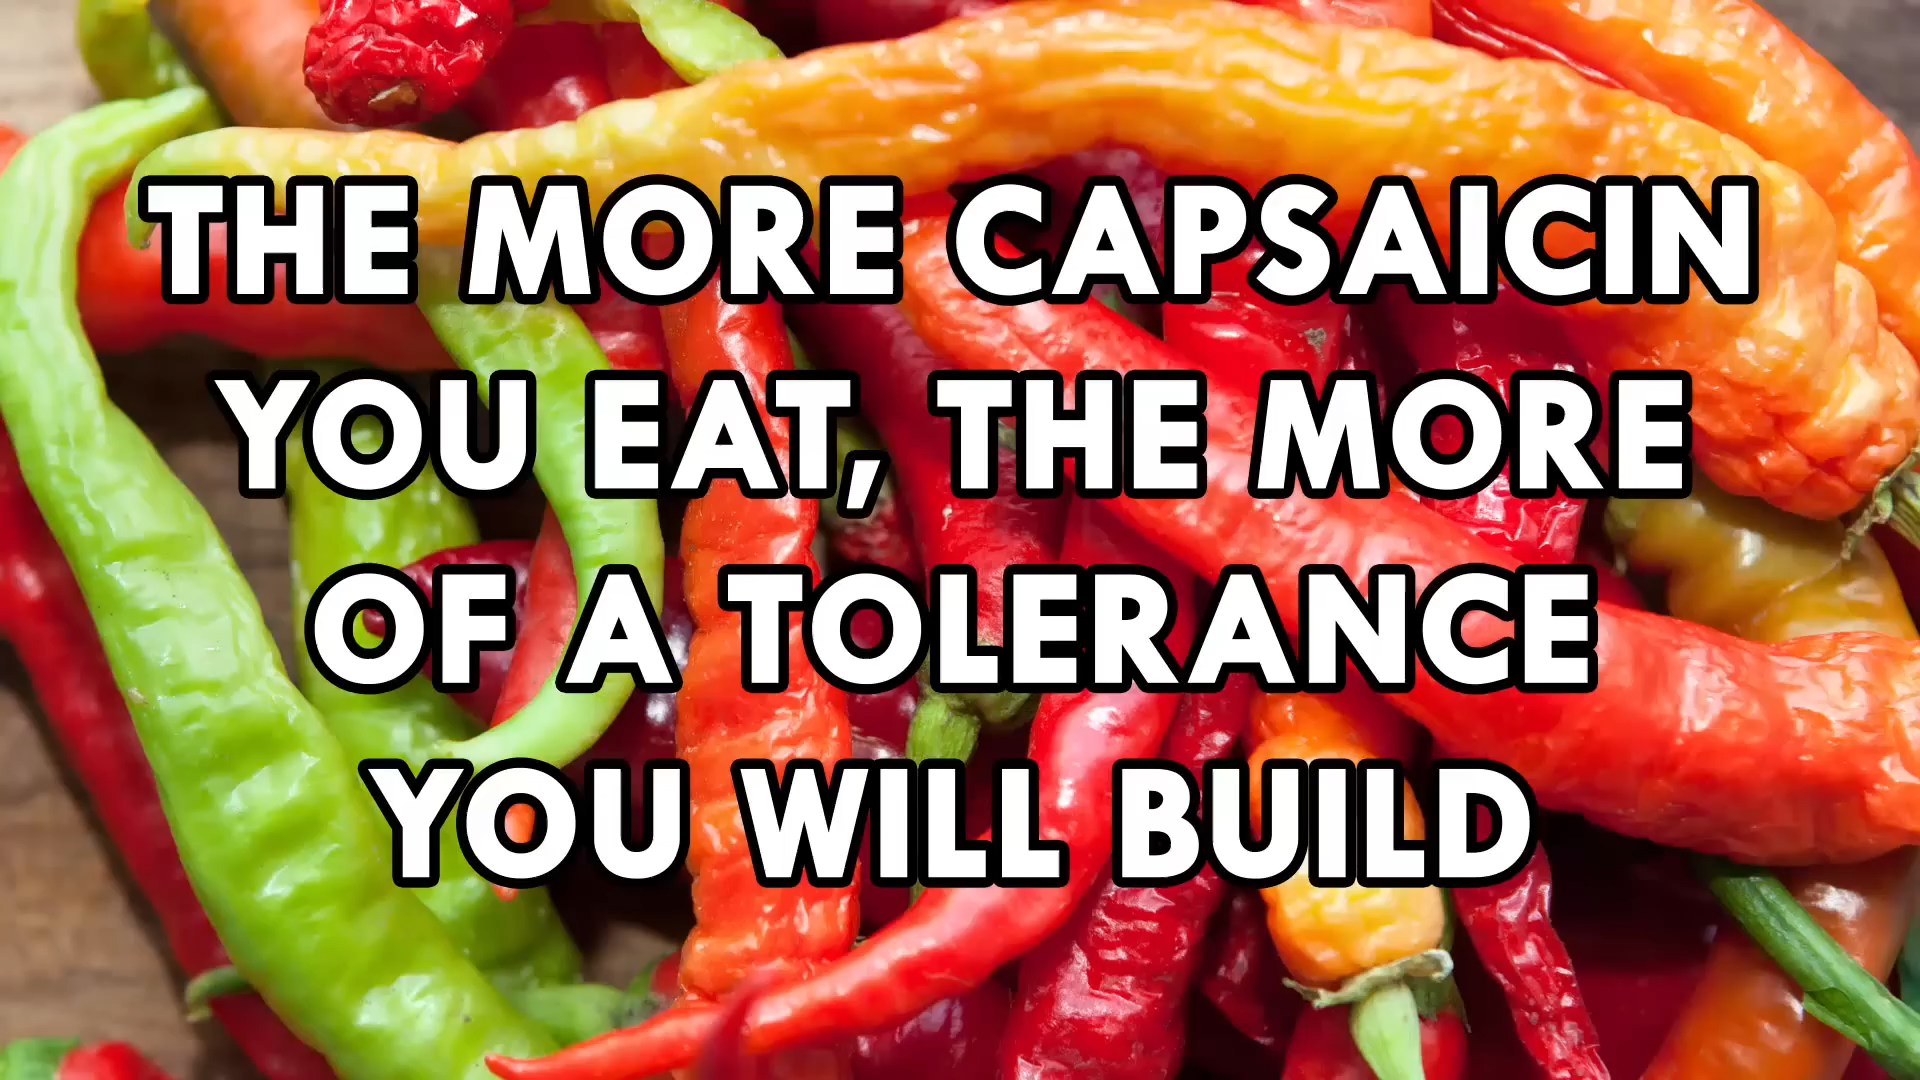 THE MORE CAPSAICIN
YOU EAT, THE MORE
OF A TOLERANCE
YOU WILL BUILD